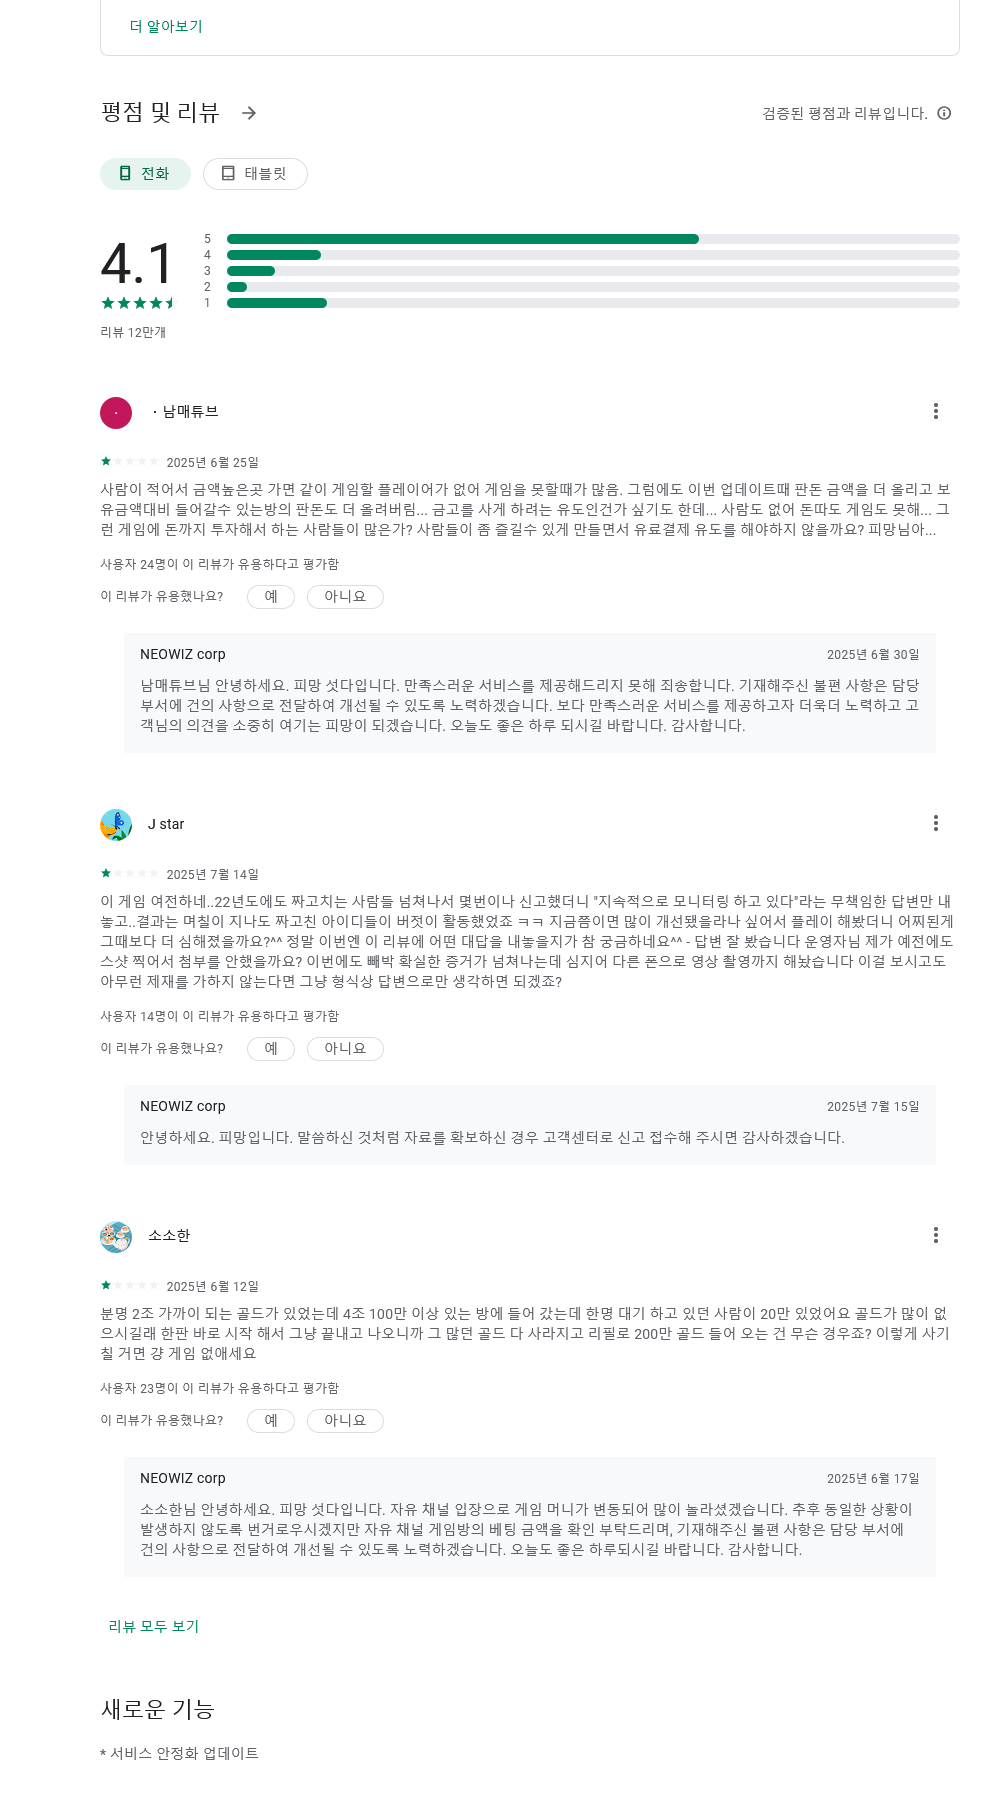 더 알아보기
평점 및 리뷰
검증된 평점과 리뷰입니다.
전화
태블릿
4.1
5
4
3
2
1
리뷰 12만개
· 남매튜브
2025년 6월 25일
사람이 적어서 금액높은곳 가면 같이 게임할 플레이어가 없어 게임을 못할때가 많음. 그럼에도 이번 업데이트때 판돈 금액을 더 올리고 보
유금액대비 들어갈수 있는방의 판돈도 더 올려버림... 금고를 사게 하려는 유도인건가 싶기도 한데... 사람도 없어 돈따도 게임도 못해... 그
런 게임에 돈까지 투자해서 하는 사람들이 많은가? 사람들이 좀 즐길수 있게 만들면서 유료결제 유도를 해야하지 않을까요? 피망님아...
사용자 24명이 이 리뷰가 유용하다고 평가함
이 리뷰가 유용했나요?
예
아니요
NEOWIZ corp
2025년 6월 30일
남매튜브님 안녕하세요. 피망 섯다입니다. 만족스러운 서비스를 제공해드리지 못해 죄송합니다. 기재해주신 불편 사항은 담당
부서에 건의 사항으로 전달하여 개선될 수 있도록 노력하겠습니다. 보다 만족스러운 서비스를 제공하고자 더욱더 노력하고 고
객님의 의견을 소중히 여기는 피망이 되겠습니다. 오늘도 좋은 하루 되시길 바랍니다. 감사합니다.
J star
2025년 7월 14일
이 게임 여전하네..22년도에도 짜고치는 사람들 넘쳐나서 몇번이나 신고했더니 "지속적으로 모니터링 하고 있다"라는 무책임한 답변만 내
놓고..결과는 며칠이 지나도 짜고친 아이디들이 버젓이 활동했었죠 ㅋㅋ 지금쯤이면 많이 개선됐을라나 싶어서 플레이 해봤더니 어찌된게
그때보다 더 심해졌을까요?^^ 정말 이번엔 이 리뷰에 어떤 대답을 내놓을지가 참 궁금하네요^^ - 답변 잘 봤습니다 운영자님 제가 예전에도
스샷 찍어서 첨부를 안했을까요? 이번에도 빼박 확실한 증거가 넘쳐나는데 심지어 다른 폰으로 영상 촬영까지 해놨습니다 이걸 보시고도
아무런 제재를 가하지 않는다면 그냥 형식상 답변으로만 생각하면 되겠죠?
사용자 14명이 이 리뷰가 유용하다고 평가함
이 리뷰가 유용했나요?
예
아니요
NEOWIZ corp
2025년 7월 15일
안녕하세요. 피망입니다. 말씀하신 것처럼 자료를 확보하신 경우 고객센터로 신고 접수해 주시면 감사하겠습니다.
소소한
2025년 6월 12일
분명 2조 가까이 되는 골드가 있었는데 4조 100만 이상 있는 방에 들어 갔는데 한명 대기 하고 있던 사람이 20만 있었어요 골드가 많이 없
으시길래 한판 바로 시작 해서 그냥 끝내고 나오니까 그 많던 골드 다 사라지고 리필로 200만 골드 들어 오는 건 무슨 경우죠? 이렇게 사기
칠 거면 걍 게임 없애세요
사용자 23명이 이 리뷰가 유용하다고 평가함
이 리뷰가 유용했나요?
예
아니요
NEOWIZ corp
2025년 6월 17일
소소한님 안녕하세요. 피망 섯다입니다. 자유 채널 입장으로 게임 머니가 변동되어 많이 놀라셨겠습니다. 추후 동일한 상황이
발생하지 않도록 번거로우시겠지만 자유 채널 게임방의 베팅 금액을 확인 부탁드리며, 기재해주신 불편 사항은 담당 부서에
건의 사항으로 전달하여 개선될 수 있도록 노력하겠습니다. 오늘도 좋은 하루되시길 바랍니다. 감사합니다.
리뷰 모두 보기
새로운 기능
* 서비스 안정화 업데이트